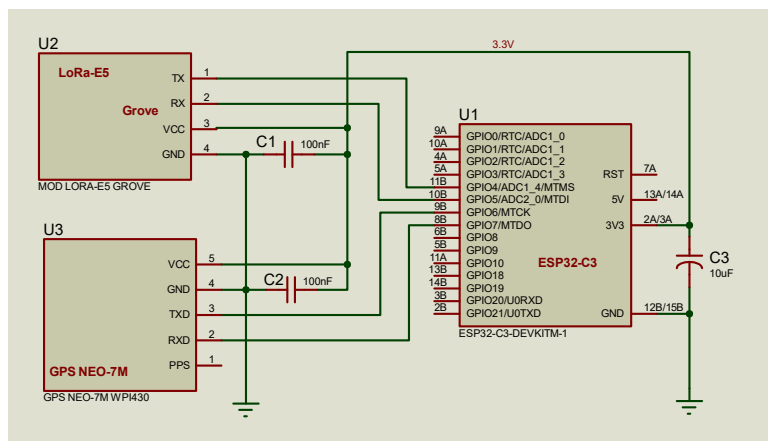 3.3V
U2
LoRa-E5
Grove
TX 1
RX 2
VCC 3
GND 4
MOD LORA-E5 GROVE
C1
100nF
U3
VCC 5
GND 4
TXD 3
RXD 2
PPS 1
GPS NEO-7M
GPS NEO-7M WPI430
C2
100nF
U1
9A GPIO0/RTC/ADC1_0
10A GPIO1/RTC/ADC1_1
4A GPIO2/RTC/ADC1_2
5A GPIO3/RTC/ADC1_3
11B GPIO4/ADC1_4/MTMS
10B GPIO5/ADC2_0/MTDI
9B GPIO6/MTCK
8B GPIO7/MTDO
6B GPIO8
5B GPIO9
11A GPIO10
13B GPIO18
14B GPIO19
3B GPIO20/U0RXD
2B GPIO21/U0TXD
RST 7A
5V 13A/14A
3V3 2A/3A
GND 12B/15B
ESP32-C3
ESP32-C3-DEVKITM-1
C3
10uF